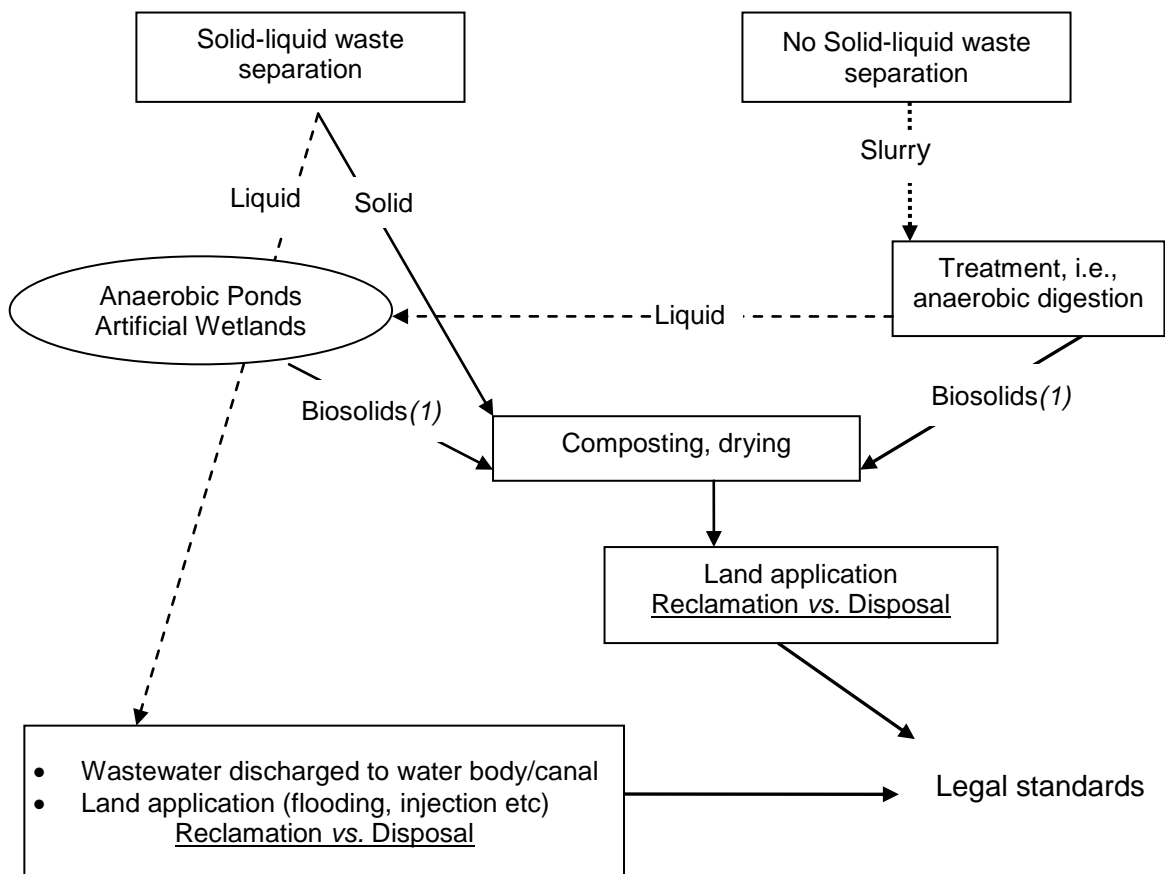 Solid-liquid waste
separation
No Solid-liquid waste
separation
Slurry
Liquid
Solid
Treatment, i.e.,
anaerobic digestion
Anaerobic Ponds
Artificial Wetlands
Liquid
Biosolids(1)
Biosolids(1)
Composting, drying
Land application
Reclamation vs. Disposal
• Wastewater discharged to water body/canal
• Land application (flooding, injection etc)
Reclamation vs. Disposal
Legal standards